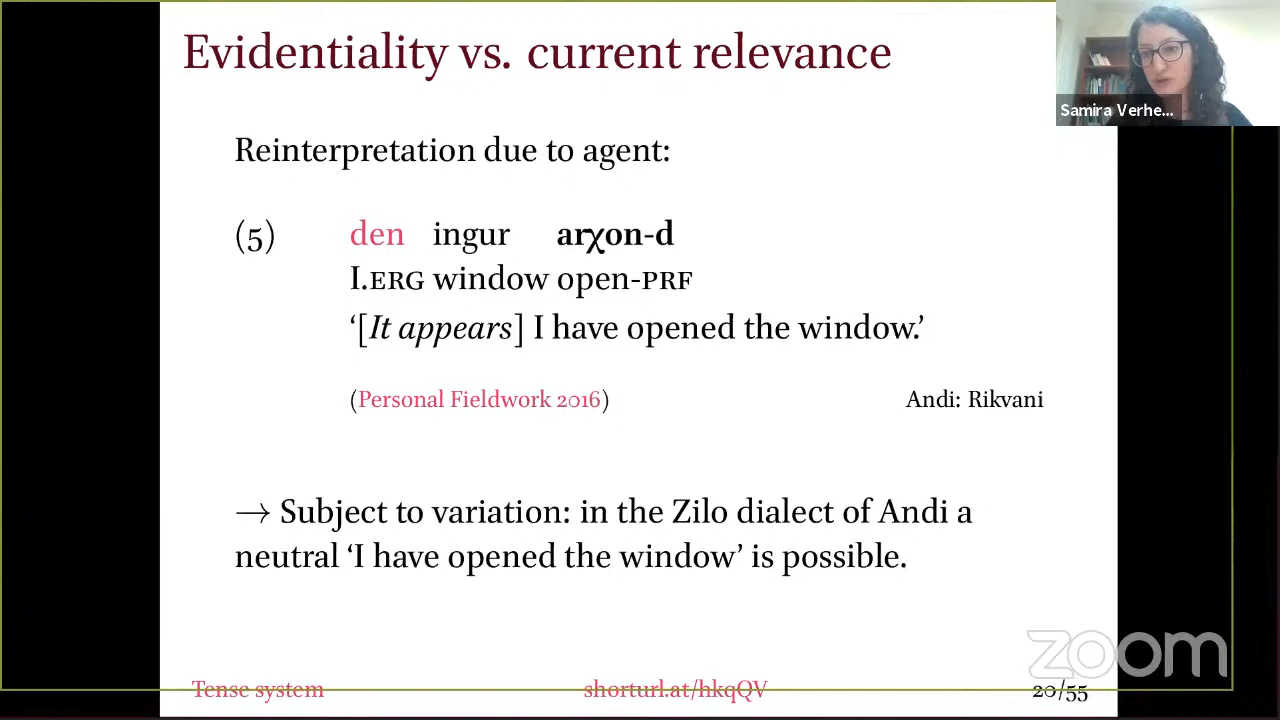 Evidentiality vs. current relevance
Samira Verhe...
Reinterpretation due to agent:
(5) den ingur arχon-d
I.ERG window open-PRF
‘[It appears] I have opened the window.’
(Personal Fieldwork 2016) Andi: Rikvani
→ Subject to variation: in the Zilo dialect of Andi a
neutral ‘I have opened the window’ is possible.
zoom
Tense system shorturl.at/hkqQV 20/55